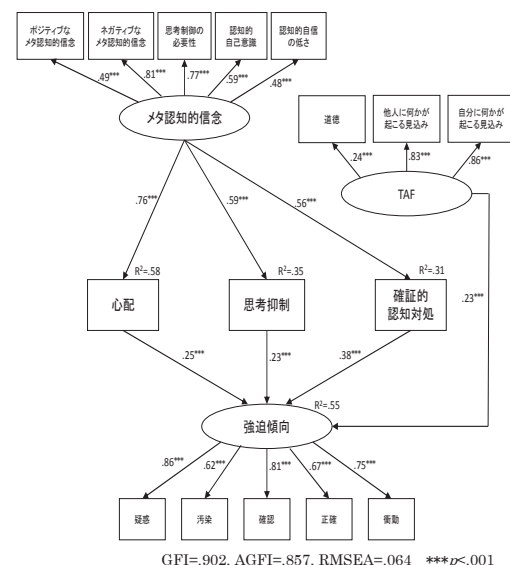 ポジティブな
メタ認知的信念
ネガティブな
メタ認知的信念
思考制御の
必要性
認知的
自己意識
認知的自信
の低さ
.49***
.81***
.77***
.59***
.48***
メタ認知的信念
道徳
他人に何かが
起こる見込み
自分に何かが
起こる見込み
.24***
.83***
.86***
TAF
.76***
.59***
.56***
.23***
R²=.58
R²=.35
R²=.31
心配
思考抑制
確証的
認知対処
.25***
.23***
.38***
R²=.55
強迫傾向
.86***
.62***
.81***
.67***
.75***
疑惑
汚染
確認
正確
衝動
GFI=.902, AGFI=.857, RMSEA=.064 ***p<.001